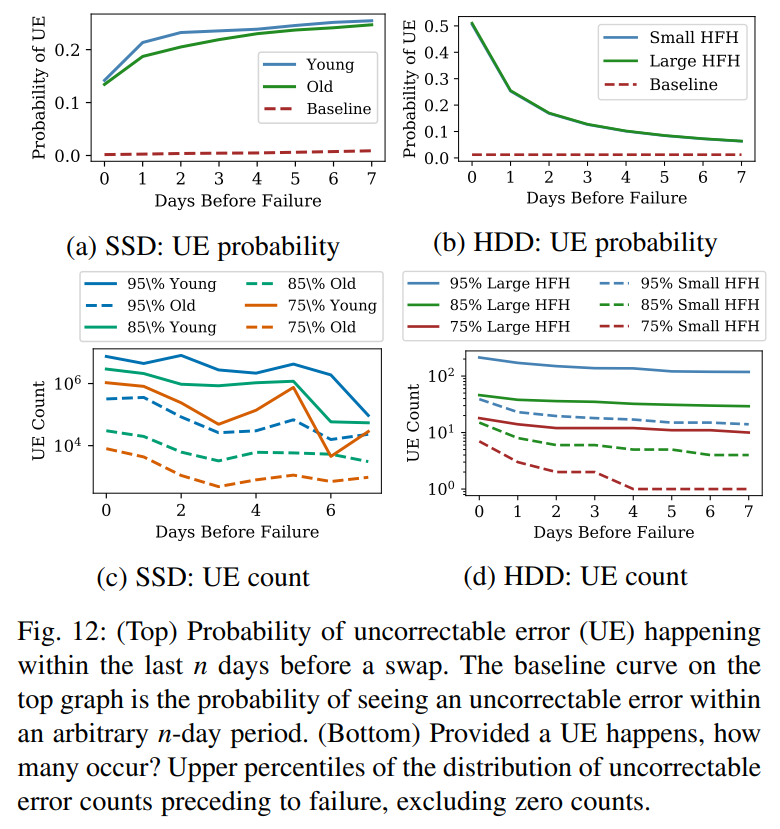 Probability of UE
0.2
0.1
0.0
Young
Old
Baseline
0 1 2 3 4 5 6 7
Days Before Failure
(a) SSD: UE probability
Probability of UE
0.5
0.4
0.3
0.2
0.1
0.0
Small HFH
Large HFH
Baseline
0 1 2 3 4 5 6 7
Days Before Failure
(b) HDD: UE probability
95\% Young 85\% Old
95\% Old 75\% Young
85\% Young 75\% Old
UE Count
10^6
10^4
0 2 4 6
Days Before Failure
(c) SSD: UE count
95% Large HFH 95% Small HFH
85% Large HFH 85% Small HFH
75% Large HFH 75% Small HFH
UE Count
10^2
10^1
10^0
0 1 2 3 4 5 6 7
Days Before Failure
(d) HDD: UE count
Fig. 12: (Top) Probability of uncorrectable error (UE) happening
within the last n days before a swap. The baseline curve on the
top graph is the probability of seeing an uncorrectable error within
an arbitrary n-day period. (Bottom) Provided a UE happens, how
many occur? Upper percentiles of the distribution of uncorrectable
error counts preceding to failure, excluding zero counts.